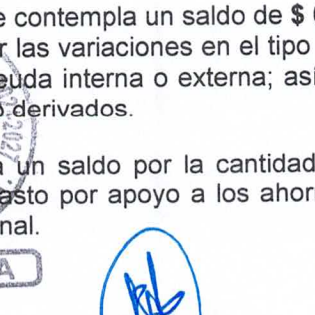 e contempla un saldo de $
r las variaciones en el tipo
euda interna o externa; así
o derivados.
un saldo por la cantidad
asto por apoyo a los ahor
nal.
A